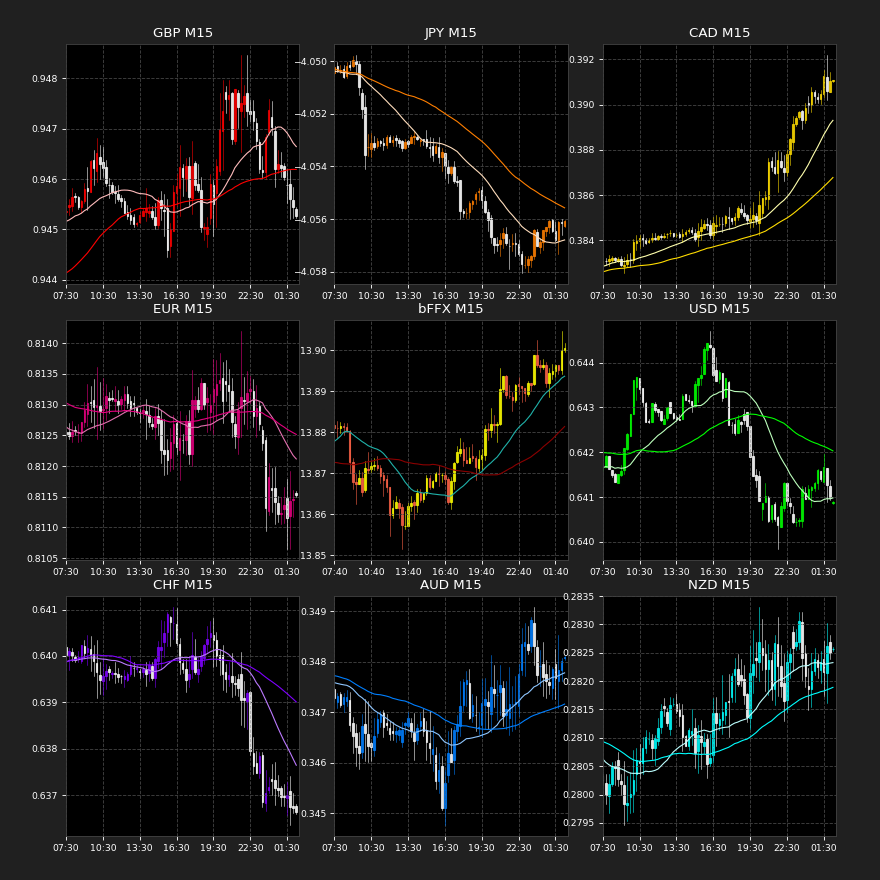 GBP M15
0.948
0.947
0.946
0.945
0.944
07:30 10:30 13:30 16:30 19:30 22:30 01:30
JPY M15
−4.050
−4.052
−4.054
−4.056
−4.058
07:30 10:30 13:30 16:30 19:30 22:30 01:30
CAD M15
0.392
0.390
0.388
0.386
0.384
07:30 10:30 13:30 16:30 19:30 22:30 01:30
EUR M15
0.8140
0.8135
0.8130
0.8125
0.8120
0.8115
0.8110
0.8105
07:30 10:30 13:30 16:30 19:30 22:30 01:30
bFFX M15
13.90
13.89
13.88
13.87
13.86
13.85
07:40 10:40 13:40 16:40 19:40 22:40 01:40
USD M15
0.644
0.643
0.642
0.641
0.640
07:30 10:30 13:30 16:30 19:30 22:30 01:30
CHF M15
0.641
0.640
0.639
0.638
0.637
07:30 10:30 13:30 16:30 19:30 22:30 01:30
AUD M15
0.349
0.348
0.347
0.346
0.345
07:30 10:30 13:30 16:30 19:30 22:30 01:30
NZD M15
0.2835
0.2830
0.2825
0.2820
0.2815
0.2810
0.2805
0.2800
0.2795
07:30 10:30 13:30 16:30 19:30 22:30 01:30